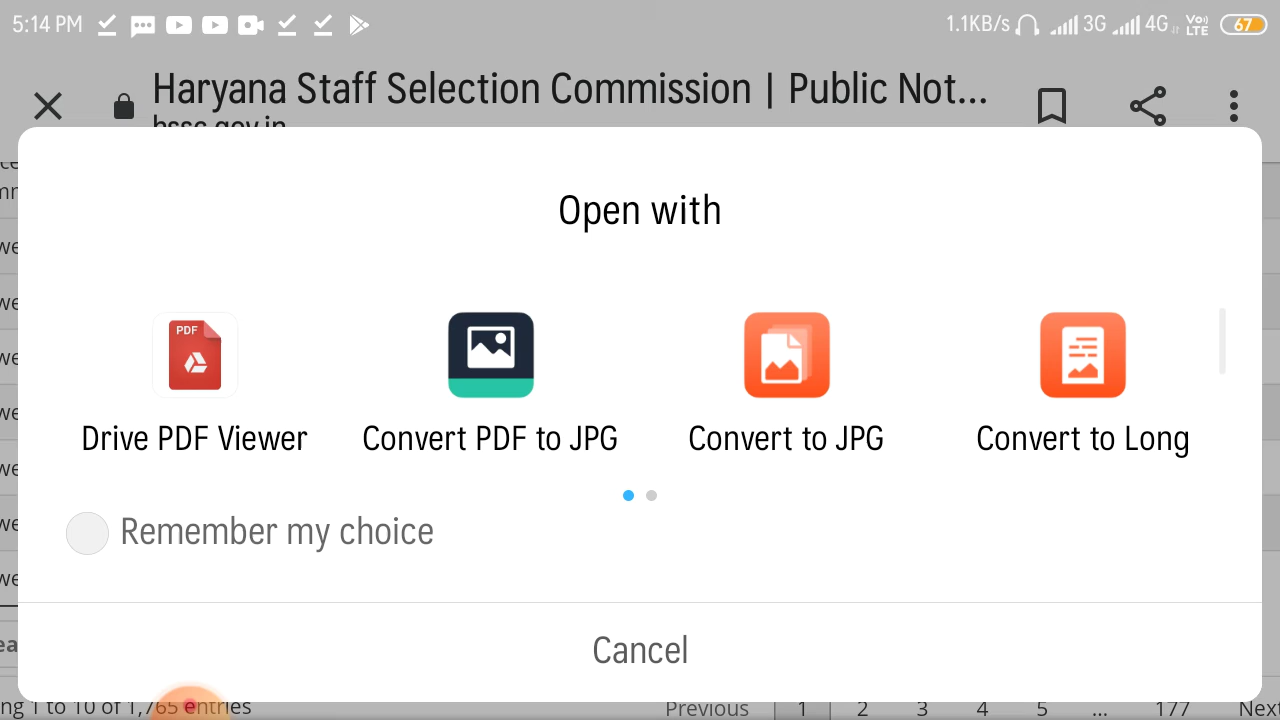 5:14 PM 1.1KB/s 3G 4G Vo) LTE 67
Haryana Staff Selection Commission | Public Not...
hssc.gov.in
Open with
PDF
Drive PDF Viewer Convert PDF to JPG Convert to JPG Convert to Long
Remember my choice
Cancel
ng 1 to 10 of 1,765 entries Previous 1 2 3 4 5 ... 177 Next